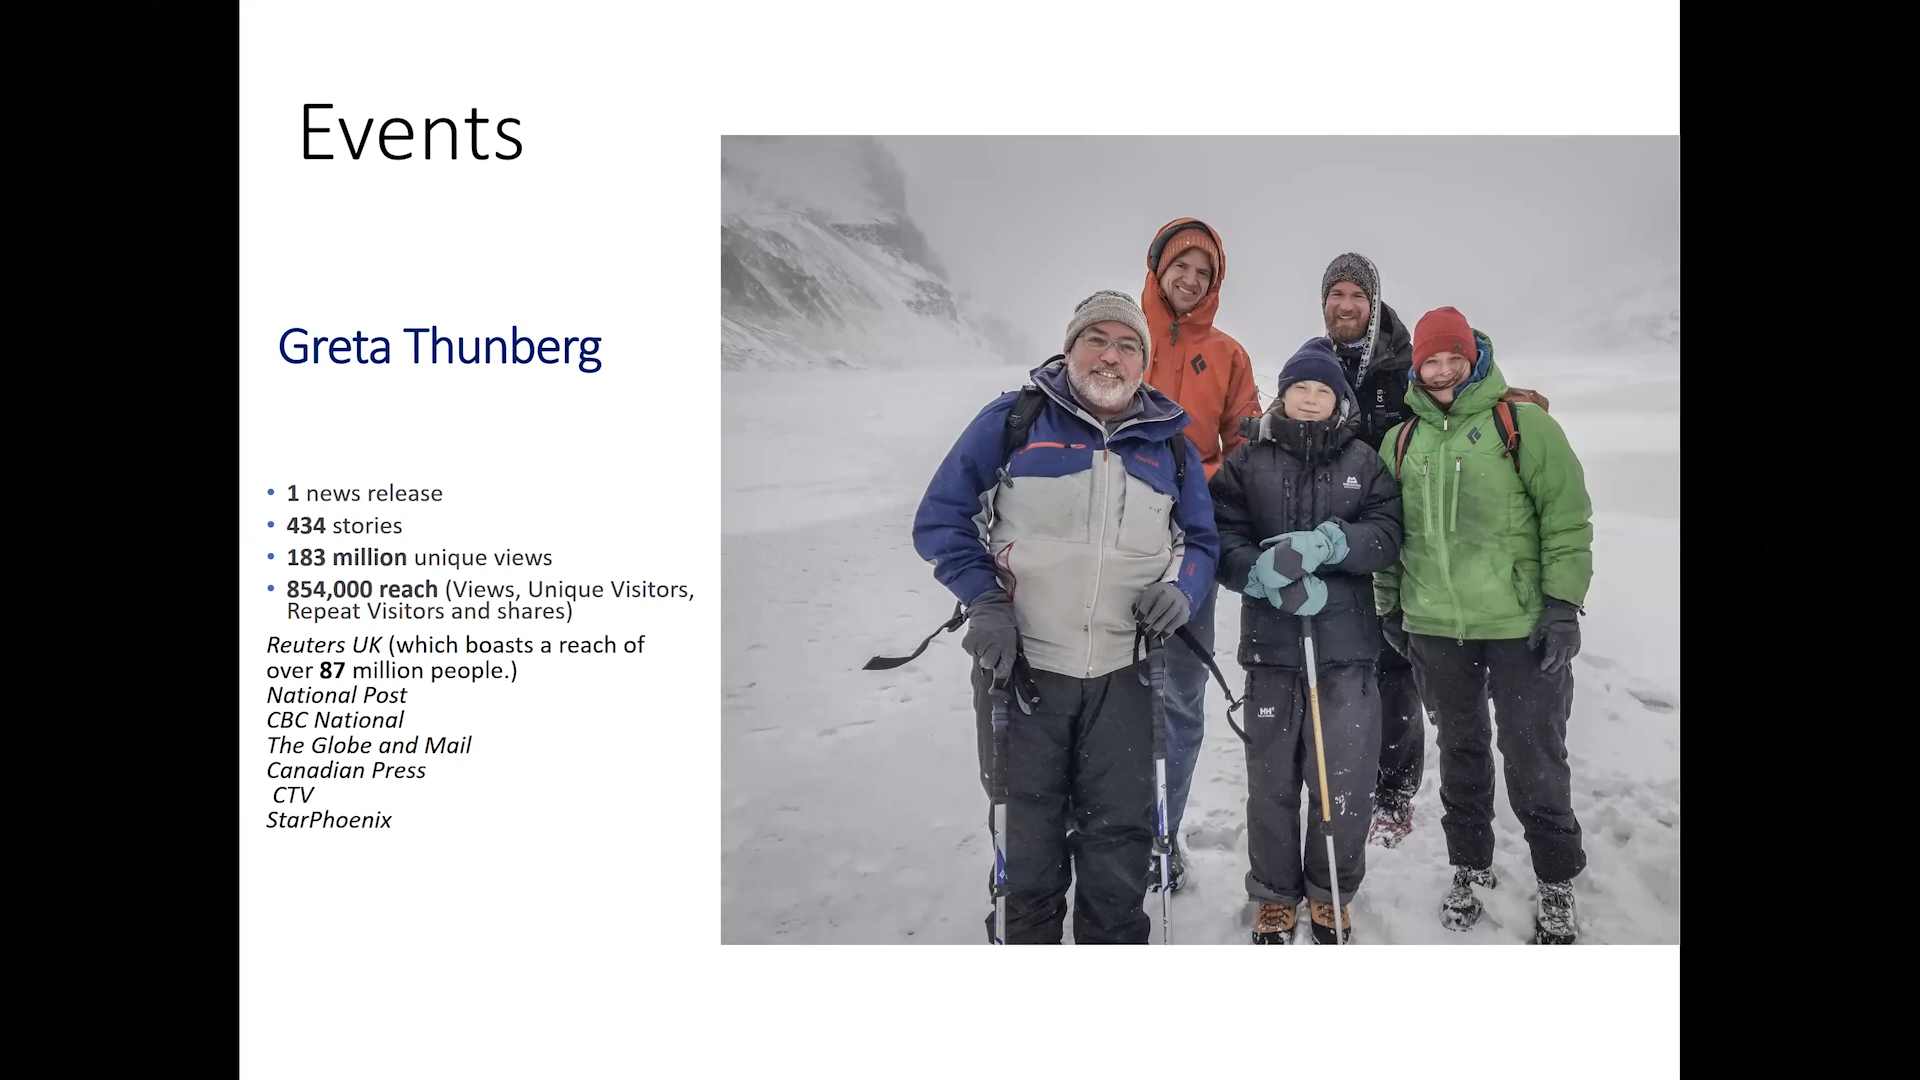 Events
Greta Thunberg
• 1 news release
• 434 stories
• 183 million unique views
• 854,000 reach (Views, Unique Visitors,
Repeat Visitors and shares)
Reuters UK (which boasts a reach of
over 87 million people.)
National Post
CBC National
The Globe and Mail
Canadian Press
CTV
StarPhoenix
HH